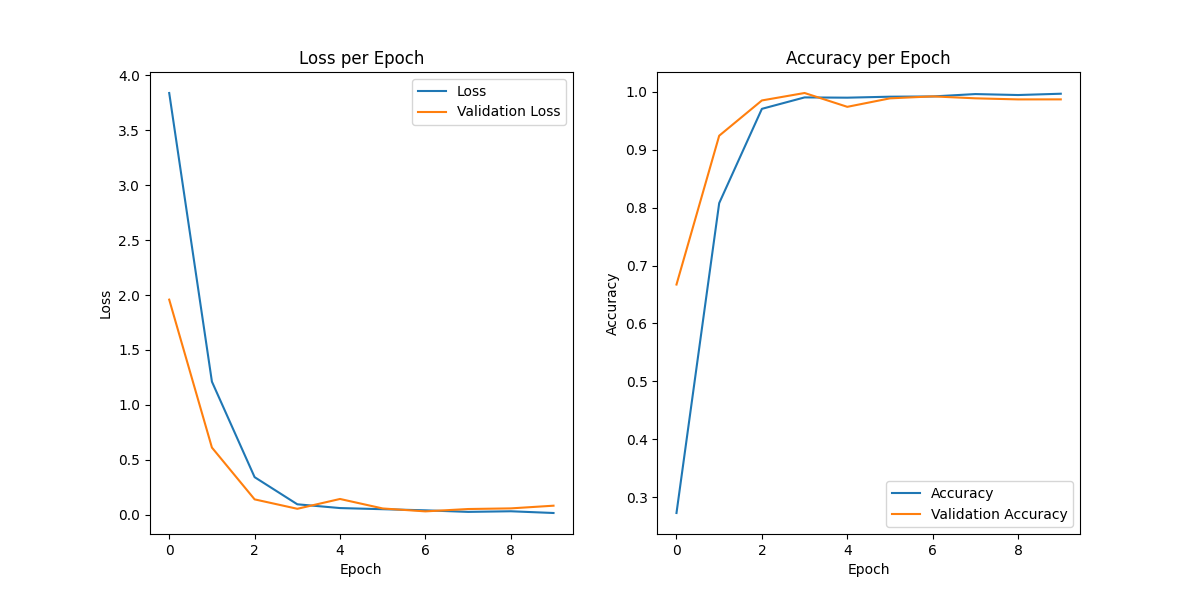 Loss per Epoch
4.0
3.5
3.0
2.5
2.0
1.5
1.0
0.5
0.0
Loss
0 2 4 6 8
Epoch
Loss
Validation Loss
Accuracy per Epoch
1.0
0.9
0.8
0.7
0.6
0.5
0.4
0.3
Accuracy
0 2 4 6 8
Epoch
Accuracy
Validation Accuracy